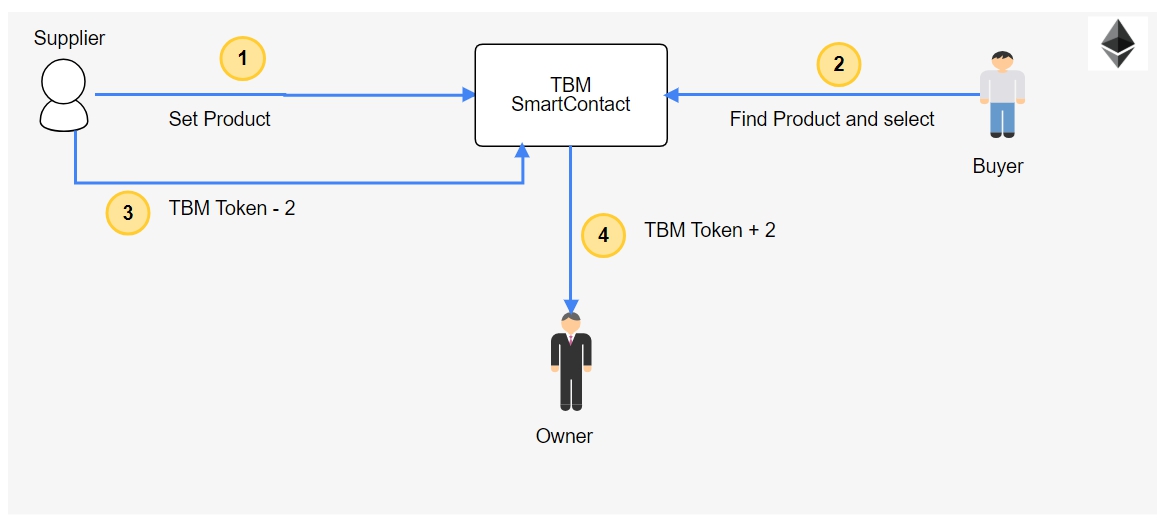 Supplier
1
Set Product
TBM
SmartContact
2
Find Product and select
Buyer
3
TBM Token - 2
4
TBM Token + 2
Owner